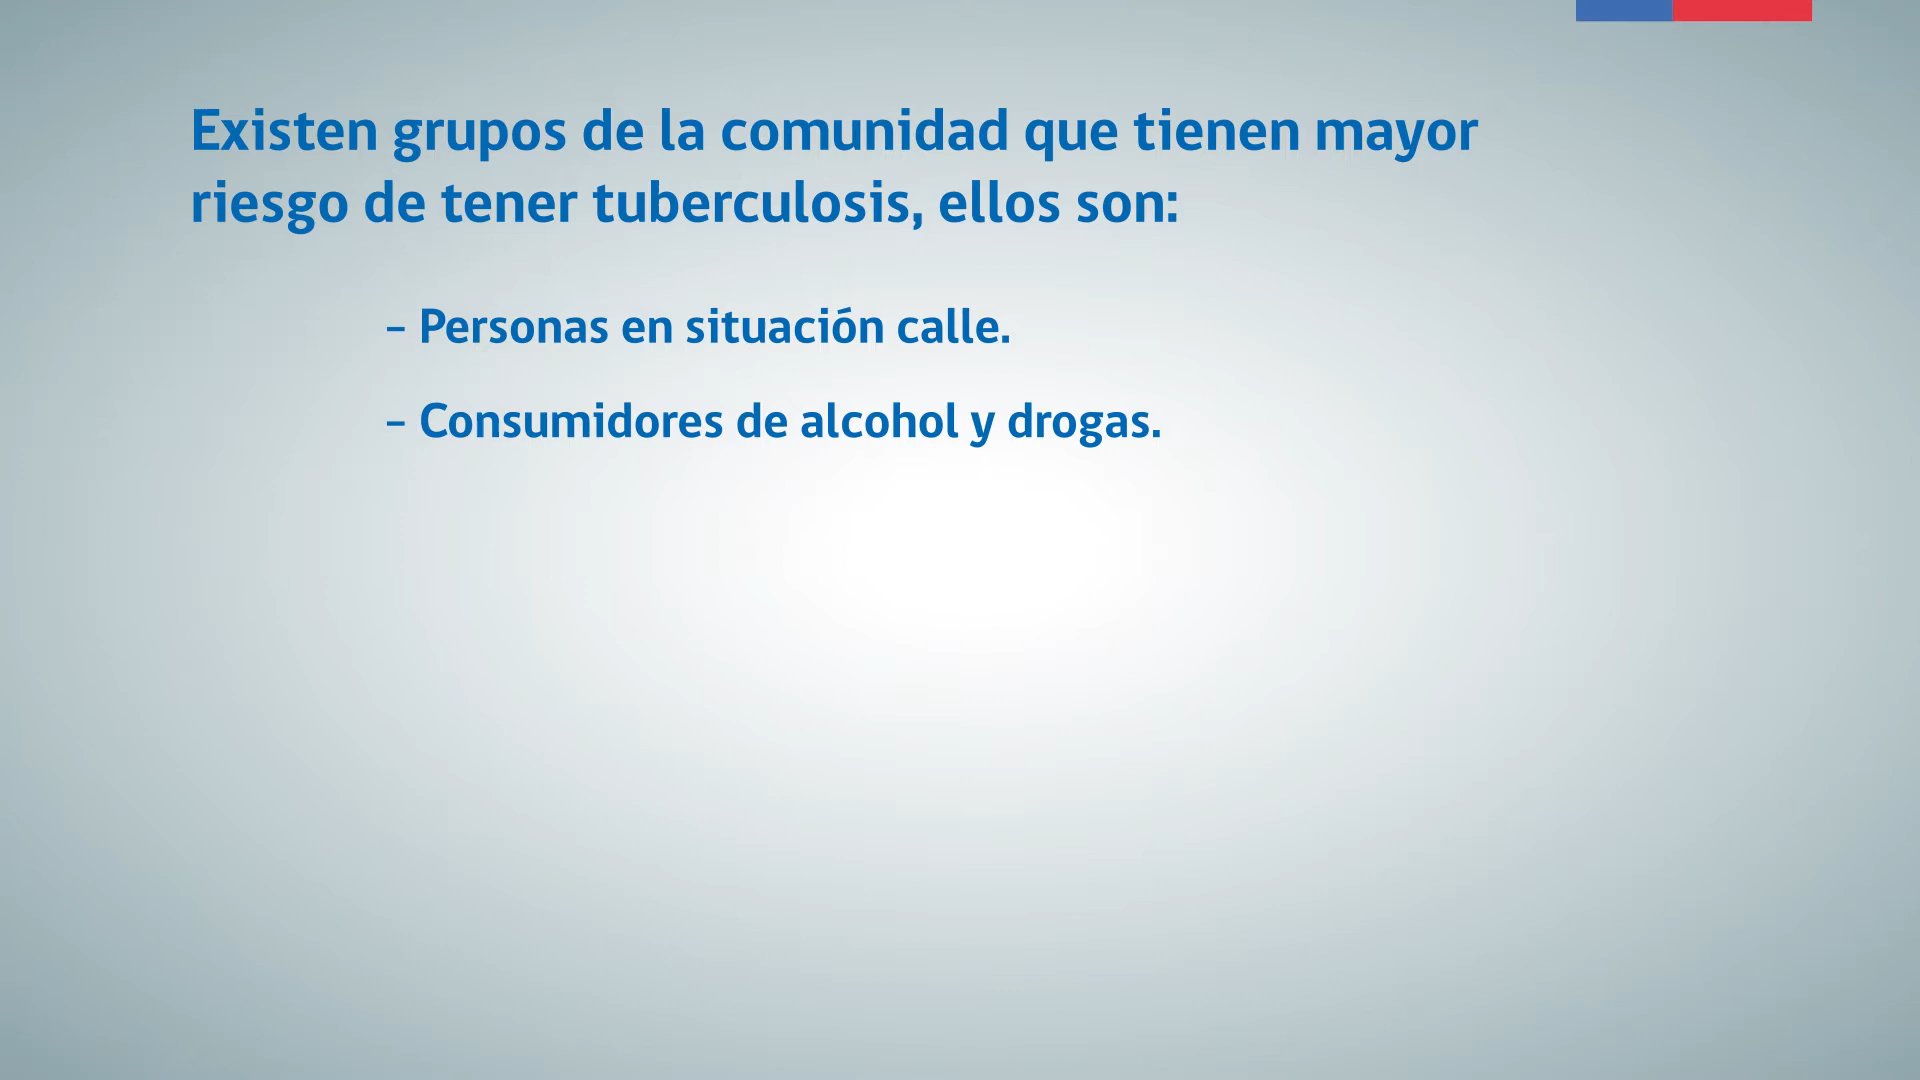 Existen grupos de la comunidad que tienen mayor
riesgo de tener tuberculosis, ellos son:
– Personas en situación calle.
– Consumidores de alcohol y drogas.